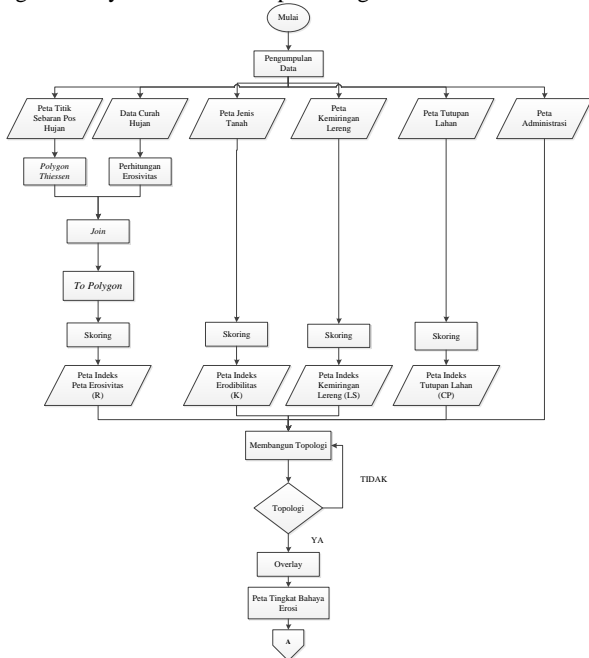 Mulai
Pengumpulan
Data
Peta Titik
Sebaran Pos
Hujan
Data Curah
Hujan
Peta Jenis
Tanah
Peta
Kemiringan
Lereng
Peta Tutupan
Lahan
Peta
Administrasi
Polygon
Thiessen
Perhitungan
Erosivitas
Join
To Polygon
Skoring
Skoring
Skoring
Skoring
Peta Indeks
Peta Erosivitas
(R)
Peta Indeks
Erodibilitas
(K)
Peta Indeks
Kemiringan
Lereng (LS)
Peta Indeks
Tutupan Lahan
(CP)
Membangun Topologi
TIDAK
Topologi
YA
Overlay
Peta Tingkat Bahaya
Erosi
A